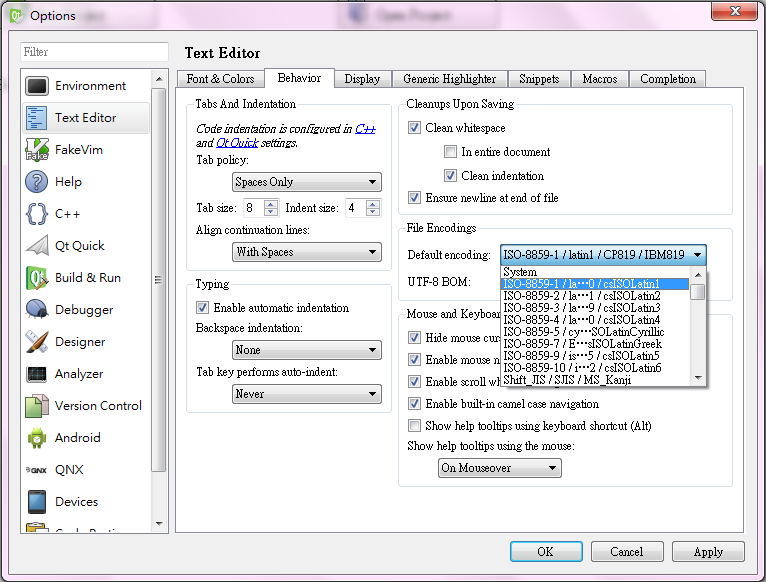 Options
Open Project
Filter
Environment
Text Editor
FakeVim
Help
C++
Qt Quick
Build & Run
Debugger
Designer
Analyzer
Version Control
Android
QNX
Devices
Text Editor
Font & Colors
Behavior
Display
Generic Highlighter
Snippets
Macros
Completion
Tabs And Indentation
Code indentation is configured in C++
and Qt Quick settings.
Tab policy:
Spaces Only
Tab size: 8 Indent size: 4
Align continuation lines:
With Spaces
Typing
Enable automatic indentation
Backspace indentation:
None
Tab key performs auto-indent:
Never
Cleanups Upon Saving
Clean whitespace
In entire document
Clean indentation
Ensure newline at end of file
File Encodings
Default encoding: ISO-8859-1 / latin1 / CP819 / IBM819
System
ISO-8859-1 / la…0 / csISOLatin1
ISO-8859-2 / la…1 / csISOLatin2
ISO-8859-3 / la…9 / csISOLatin3
ISO-8859-4 / la…0 / csISOLatin4
ISO-8859-5 / cy…SOLatinCyrillic
ISO-8859-7 / E…sISOLatinGreek
ISO-8859-9 / is…5 / csISOLatin5
ISO-8859-10 / i…2 / csISOLatin6
Shift_JIS / SJIS / MS_Kanji
UTF-8 BOM:
Mouse and Keyboar
Hide mouse cur
Enable mouse n
Enable scroll wh
Enable built-in camel case navigation
Show help tooltips using keyboard shortcut (Alt)
Show help tooltips using the mouse:
On Mouseover
OK
Cancel
Apply